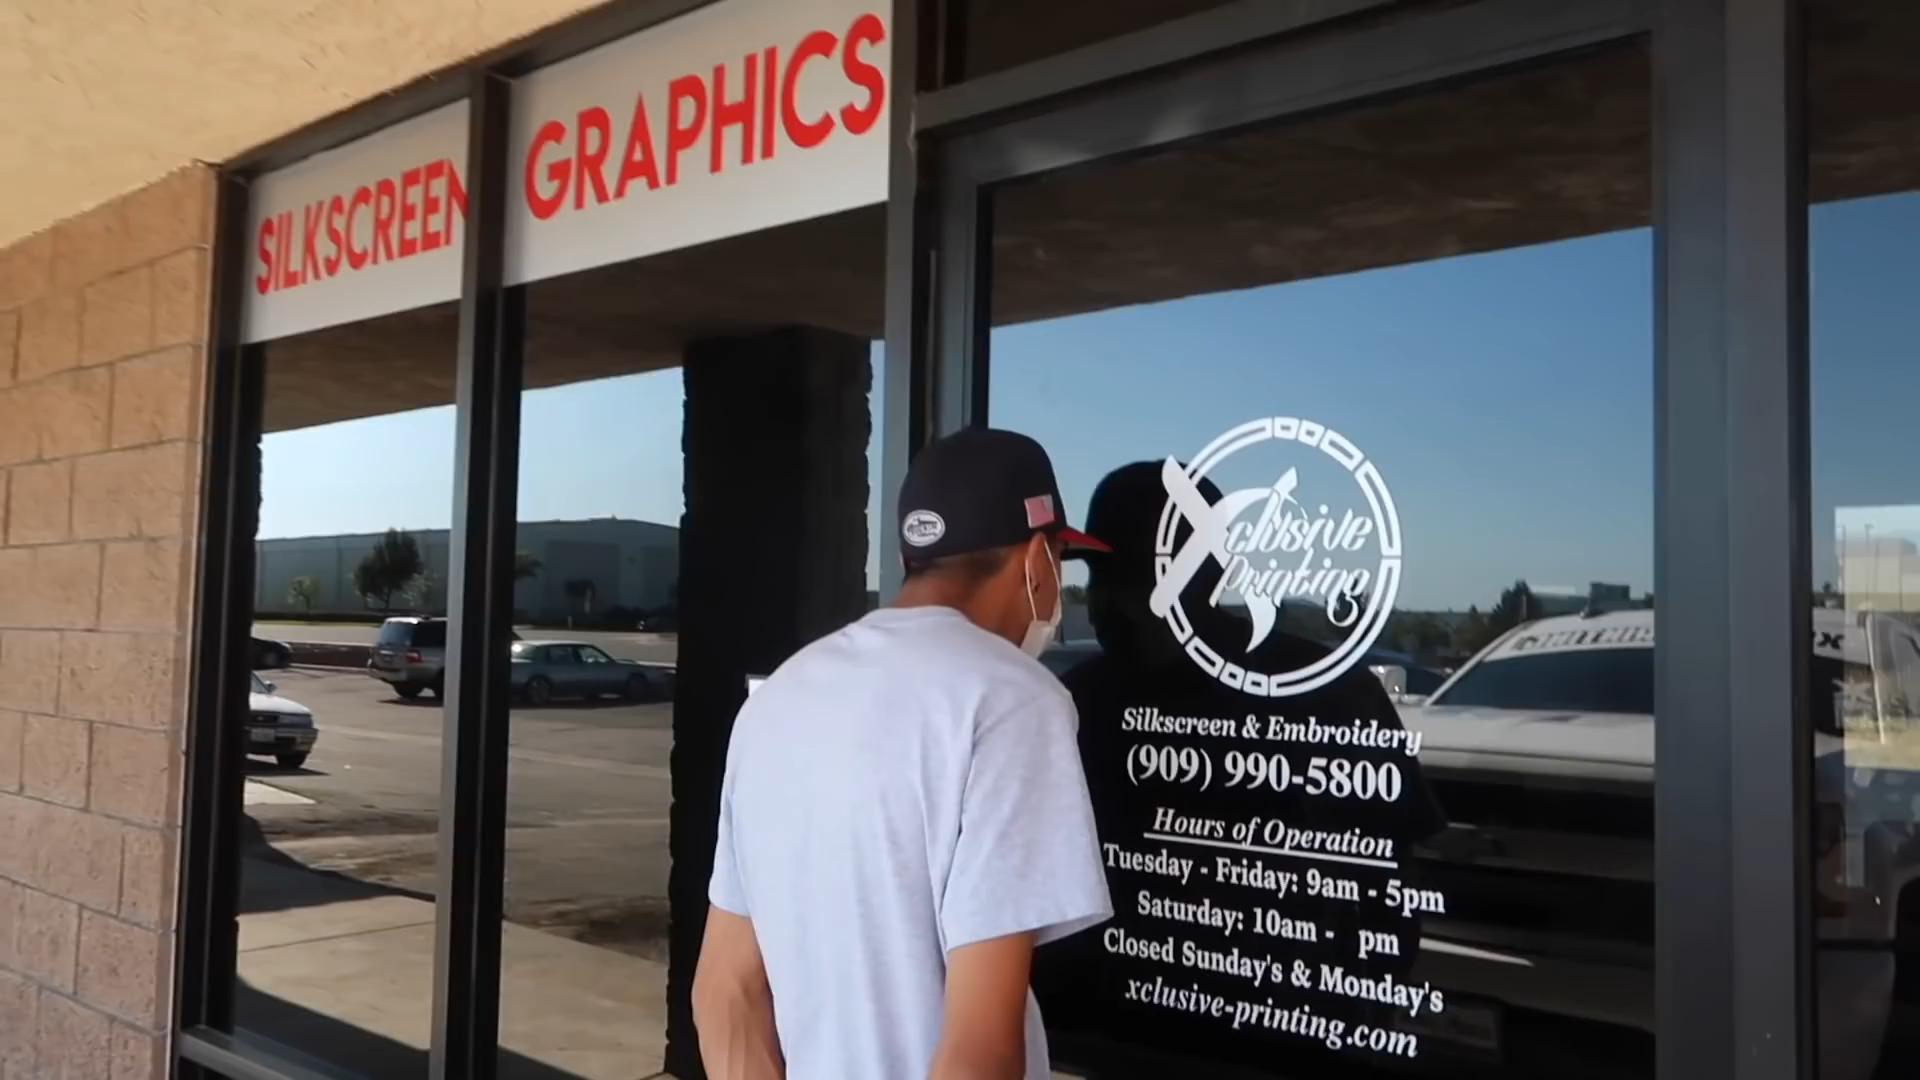 SILKSCREEN
GRAPHICS
Xclusive
Printing
Silkscreen & Embroidery
(909) 990-5800
Hours of Operation
Tuesday - Friday: 9am - 5pm
Saturday: 10am - pm
Closed Sunday's & Monday's
xclusive-printing.com